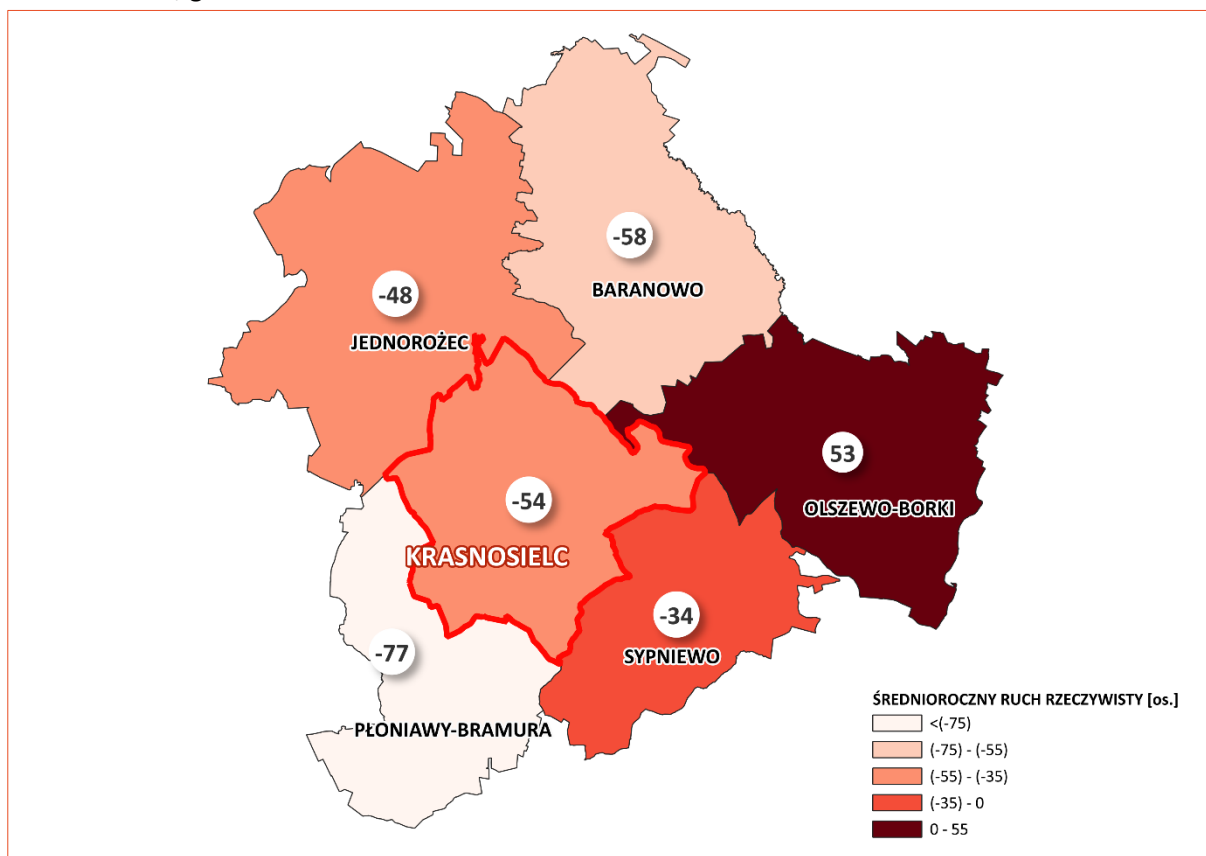 -58
BARANOWO
-48
JEDNOROŻEC
53
OLSZEWO-BORKI
-54
KRASNOSIELC
-34
SYPNIEWO
-77
PŁONIAWY-BRAMURA
ŚREDNIOROCZNY RUCH RZECZYWISTY [os.]
<(-75)
(-75) - (-55)
(-55) - (-35)
(-35) - 0
0 - 55